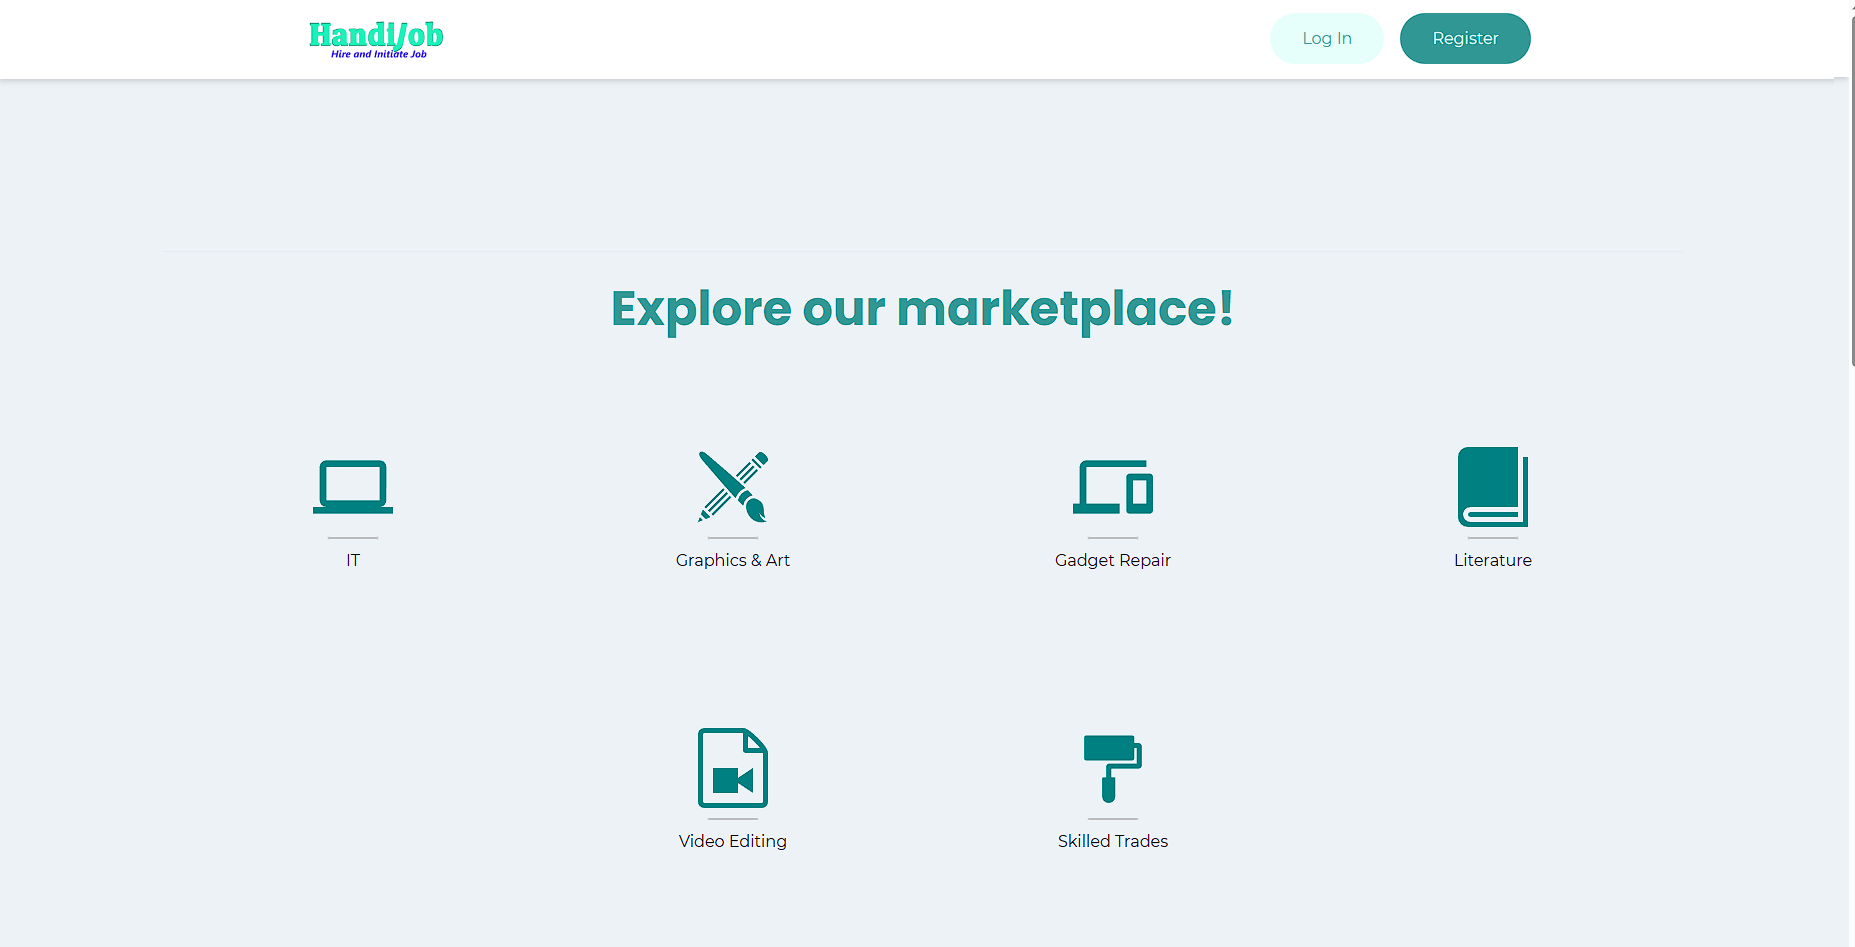 HandiJob
Hire and Initiate Job
Log In
Register
Explore our marketplace!
IT
Graphics & Art
Gadget Repair
Literature
Video Editing
Skilled Trades